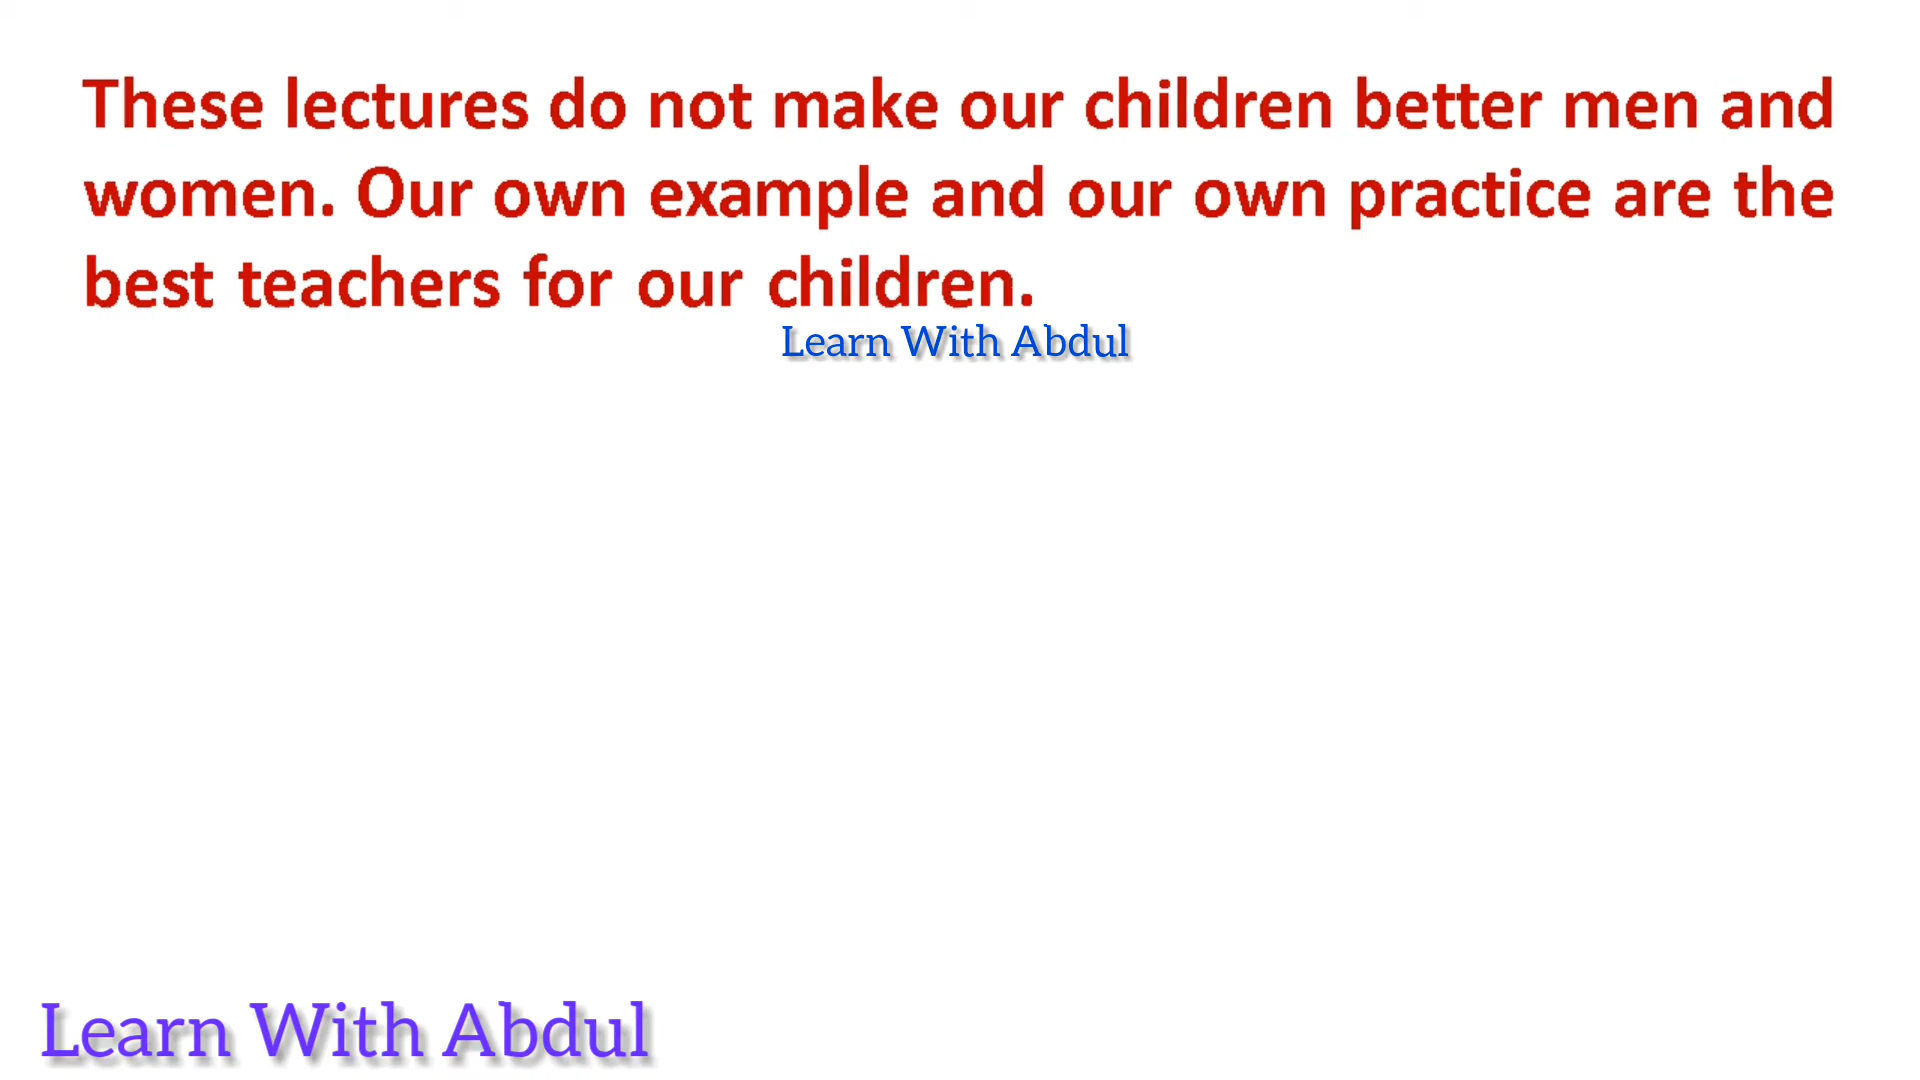 These lectures do not make our children better men and
women. Our own example and our own practice are the
best teachers for our children.
Learn With Abdul
Learn With Abdul